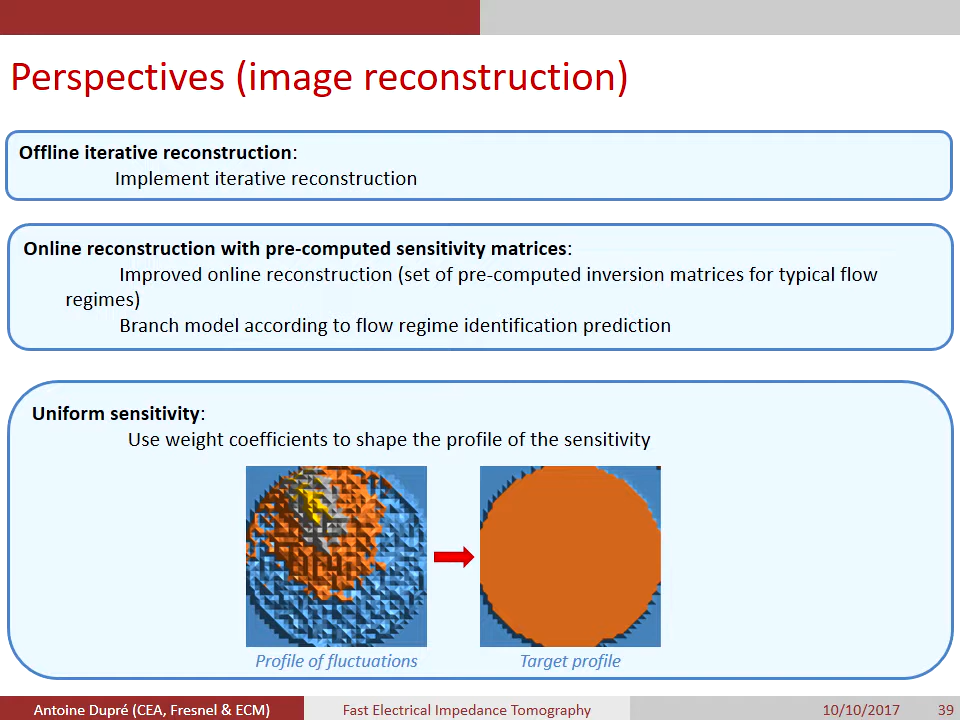 Perspectives (image reconstruction)
Offline iterative reconstruction:
Implement iterative reconstruction
Online reconstruction with pre-computed sensitivity matrices:
Improved online reconstruction (set of pre-computed inversion matrices for typical flow
regimes)
Branch model according to flow regime identification prediction
Uniform sensitivity:
Use weight coefficients to shape the profile of the sensitivity
Profile of fluctuations
Target profile
Antoine Dupré (CEA, Fresnel & ECM)
Fast Electrical Impedance Tomography
10/10/2017
39